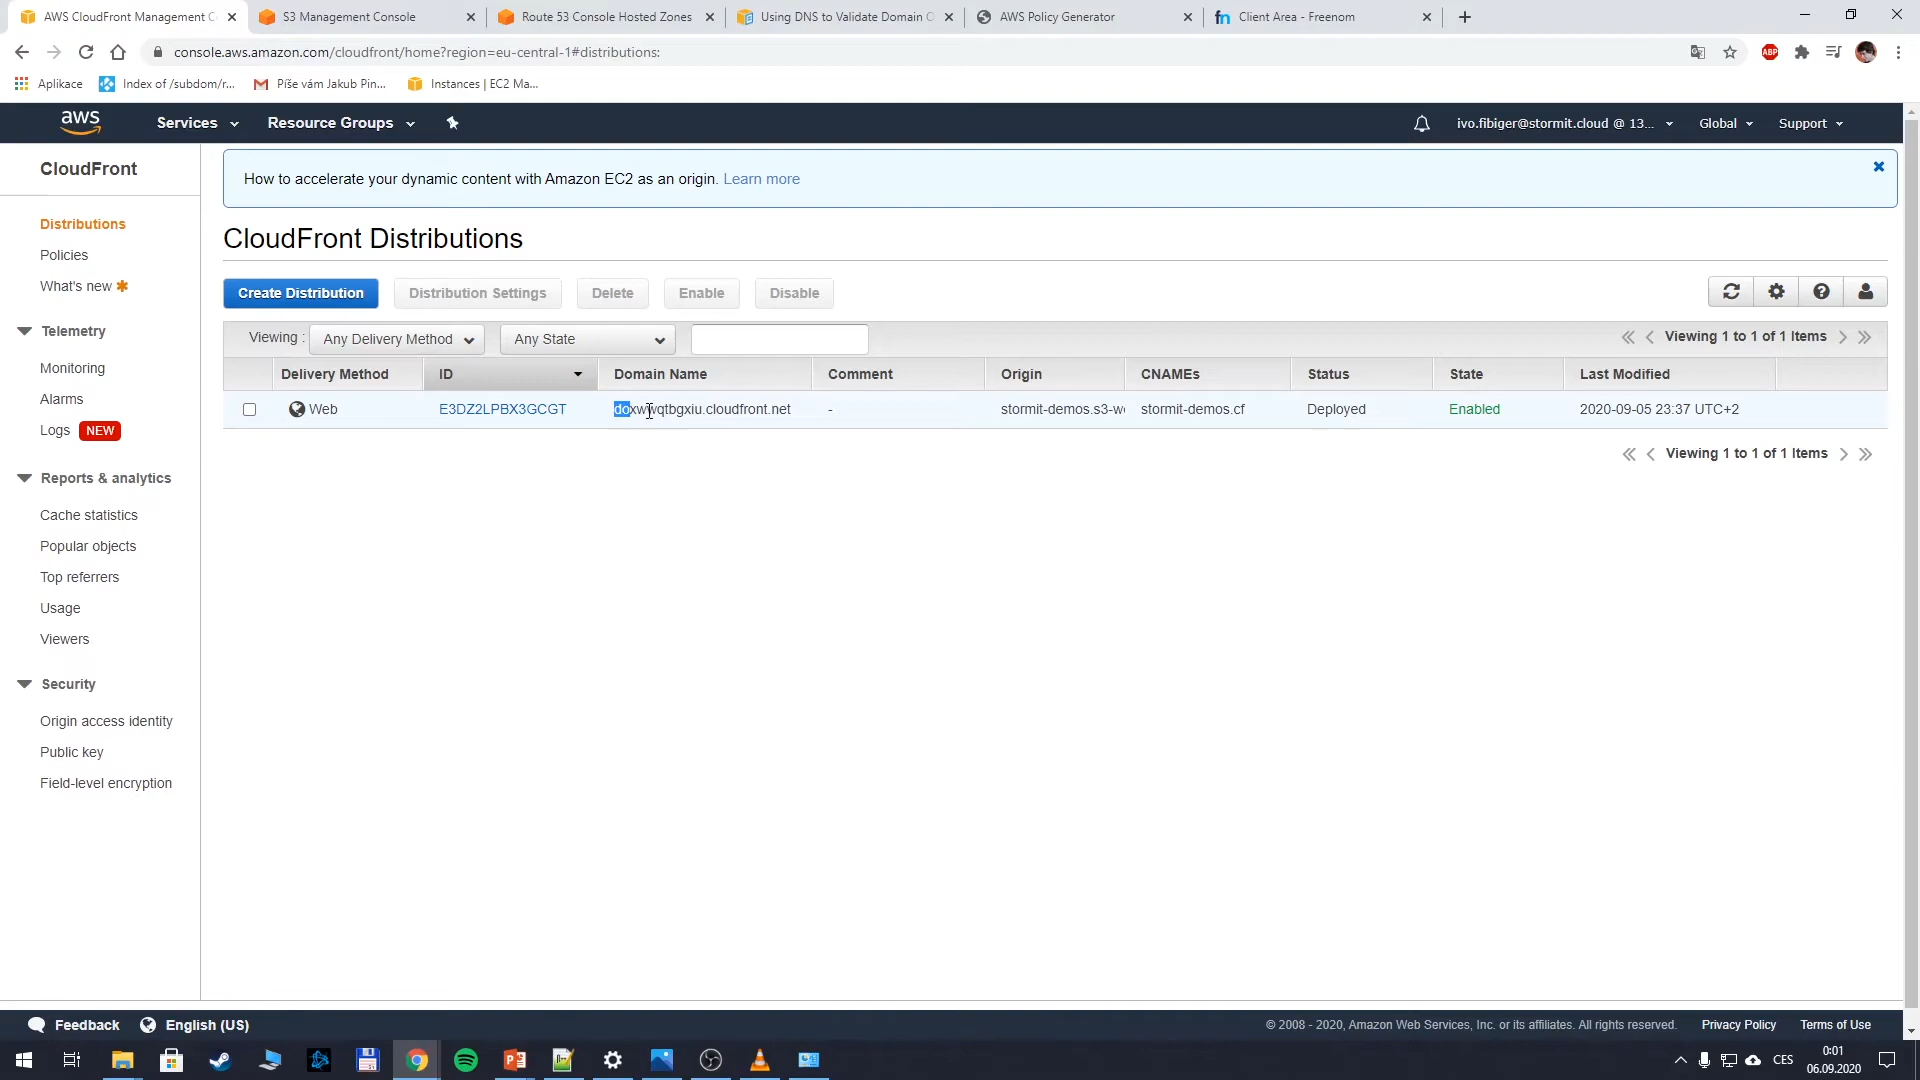 AWS CloudFront Management C
S3 Management Console
Route 53 Console Hosted Zones
Using DNS to Validate Domain O
AWS Policy Generator
Client Area - Freenom
console.aws.amazon.com/cloudfront/home?region=eu-central-1#distributions:
ABP
Aplikace
Index of /subdom/r...
Píše vám Jakub Pin...
Instances | EC2 Ma...
aws
Services
Resource Groups
ivo.fibiger@stormit.cloud @ 13...
Global
Support
CloudFront
Distributions
Policies
What's new
Telemetry
Monitoring
Alarms
Logs NEW
Reports & analytics
Cache statistics
Popular objects
Top referrers
Usage
Viewers
Security
Origin access identity
Public key
Field-level encryption
How to accelerate your dynamic content with Amazon EC2 as an origin. Learn more
CloudFront Distributions
Create Distribution
Distribution Settings
Delete
Enable
Disable
Viewing : Any Delivery Method Any State
Viewing 1 to 1 of 1 Items
Delivery Method ID Domain Name Comment Origin CNAMEs Status State Last Modified
Web E3DZ2LPBX3GCGT doxwwqtbgxiu.cloudfront.net - stormit-demos.s3-w stormit-demos.cf Deployed Enabled 2020-09-05 23:37 UTC+2
Viewing 1 to 1 of 1 Items
Feedback
English (US)
© 2008 - 2020, Amazon Web Services, Inc. or its affiliates. All rights reserved.
Privacy Policy
Terms of Use
CES
0:01
06.09.2020